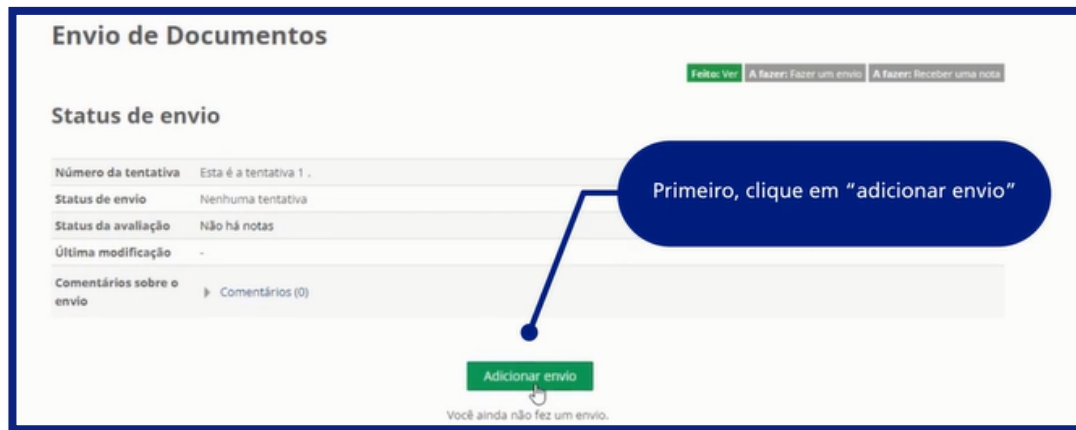 Envio de Documentos
Feito: Ver A fazer: Fazer um envio A fazer: Receber uma nota
Status de envio
Número da tentativa Esta é a tentativa 1 .
Status de envio Nenhuma tentativa
Status da avaliação Não há notas
Última modificação -
Comentários sobre o
envio
Comentários (0)
Primeiro, clique em “adicionar envio”
Adicionar envio
Você ainda não fez um envio.